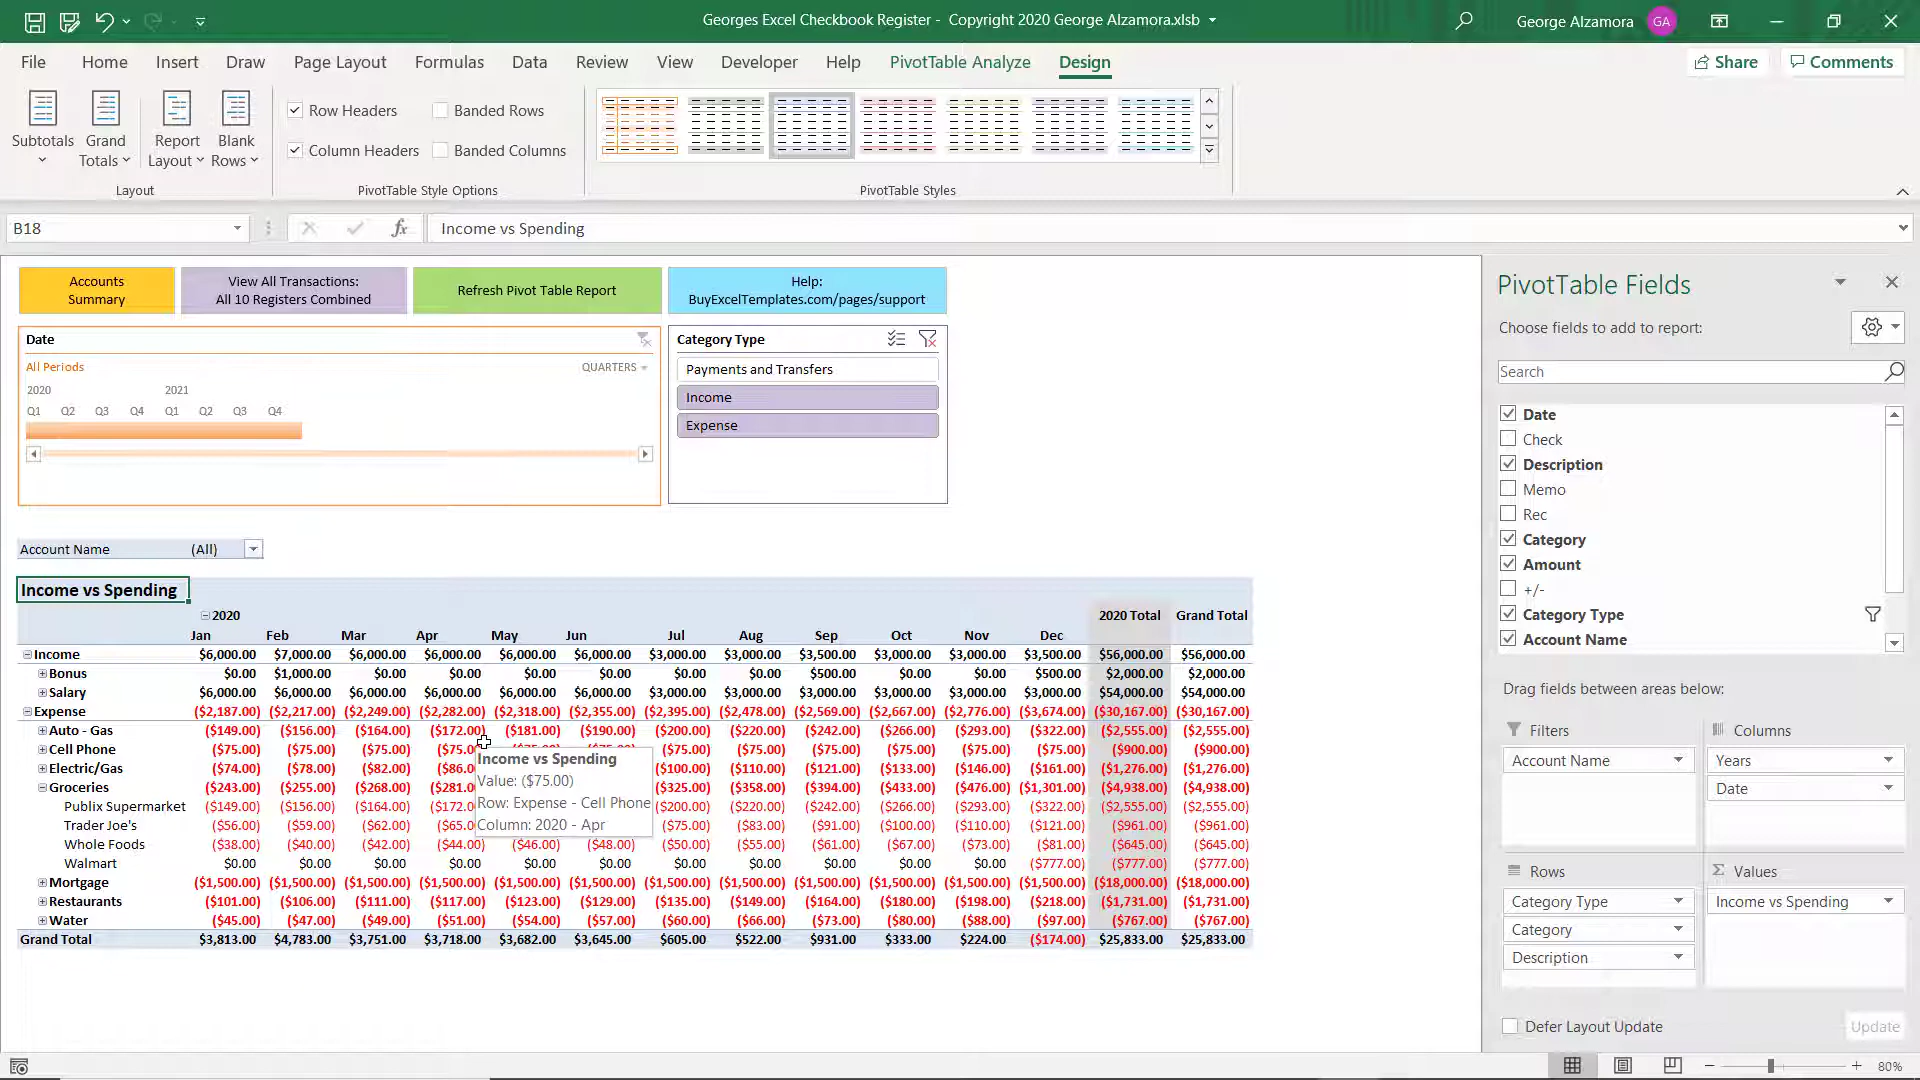 Georges Excel Checkbook Register - Copyright 2020 George Alzamora.xlsb
George Alzamora GA
File Home Insert Draw Page Layout Formulas Data Review View Developer Help PivotTable Analyze Design Share Comments
Subtotals Grand Totals Report Layout Blank Rows
Row Headers Banded Rows
Column Headers Banded Columns
Layout PivotTable Style Options PivotTable Styles
B18 fx Income vs Spending
Accounts Summary
View All Transactions:
All 10 Registers Combined
Refresh Pivot Table Report
Help:
BuyExcelTemplates.com/pages/support
Date
All Periods QUARTERS
2020 2021
Q1 Q2 Q3 Q4 Q1 Q2 Q3 Q4
Category Type
Payments and Transfers
Income
Expense
Account Name (All)
Income vs Spending
2020 2020 Total Grand Total
Jan Feb Mar Apr May Jun Jul Aug Sep Oct Nov Dec
Income $6,000.00 $7,000.00 $6,000.00 $6,000.00 $6,000.00 $6,000.00 $3,000.00 $3,000.00 $3,500.00 $3,000.00 $3,000.00 $3,500.00 $56,000.00 $56,000.00
Bonus $0.00 $1,000.00 $0.00 $0.00 $0.00 $0.00 $0.00 $0.00 $500.00 $0.00 $0.00 $500.00 $2,000.00 $2,000.00
Salary $6,000.00 $6,000.00 $6,000.00 $6,000.00 $6,000.00 $6,000.00 $3,000.00 $3,000.00 $3,000.00 $3,000.00 $3,000.00 $3,000.00 $54,000.00 $54,000.00
Expense ($2,187.00) ($2,217.00) ($2,249.00) ($2,282.00) ($2,318.00) ($2,355.00) ($2,395.00) ($2,478.00) ($2,569.00) ($2,667.00) ($2,776.00) ($3,674.00) ($30,167.00) ($30,167.00)
Auto - Gas ($149.00) ($156.00) ($164.00) ($172.00) ($181.00) ($190.00) ($200.00) ($220.00) ($242.00) ($266.00) ($293.00) ($322.00) ($2,555.00) ($2,555.00)
Cell Phone ($75.00) ($75.00) ($75.00) ($75.00 ($75.00) ($75.00) ($75.00) ($75.00) ($75.00) ($75.00) ($900.00) ($900.00)
Electric/Gas ($74.00) ($78.00) ($82.00) ($86.0 ($100.00) ($110.00) ($121.00) ($133.00) ($146.00) ($161.00) ($1,276.00) ($1,276.00)
Groceries ($243.00) ($255.00) ($268.00) ($281.0 ($325.00) ($358.00) ($394.00) ($433.00) ($476.00) ($1,301.00) ($4,938.00) ($4,938.00)
Publix Supermarket ($149.00) ($156.00) ($164.00) ($172.0 ($200.00) ($220.00) ($242.00) ($266.00) ($293.00) ($322.00) ($2,555.00) ($2,555.00)
Trader Joe's ($56.00) ($59.00) ($62.00) ($65.0 ($75.00) ($83.00) ($91.00) ($100.00) ($110.00) ($121.00) ($961.00) ($961.00)
Whole Foods ($38.00) ($40.00) ($42.00) ($44.00) ($46.00) ($48.00) ($50.00) ($55.00) ($61.00) ($67.00) ($73.00) ($81.00) ($645.00) ($645.00)
Walmart $0.00 $0.00 $0.00 $0.00 $0.00 $0.00 $0.00 $0.00 $0.00 $0.00 $0.00 ($777.00) ($777.00) ($777.00)
Mortgage ($1,500.00) ($1,500.00) ($1,500.00) ($1,500.00) ($1,500.00) ($1,500.00) ($1,500.00) ($1,500.00) ($1,500.00) ($1,500.00) ($1,500.00) ($1,500.00) ($18,000.00) ($18,000.00)
Restaurants ($101.00) ($106.00) ($111.00) ($117.00) ($123.00) ($129.00) ($135.00) ($149.00) ($164.00) ($180.00) ($198.00) ($218.00) ($1,731.00) ($1,731.00)
Water ($45.00) ($47.00) ($49.00) ($51.00) ($54.00) ($57.00) ($60.00) ($66.00) ($73.00) ($80.00) ($88.00) ($97.00) ($767.00) ($767.00)
Grand Total $3,813.00 $4,783.00 $3,751.00 $3,718.00 $3,682.00 $3,645.00 $605.00 $522.00 $931.00 $333.00 $224.00 ($174.00) $25,833.00 $25,833.00
Income vs Spending
Value: ($75.00)
Row: Expense - Cell Phone
Column: 2020 - Apr
PivotTable Fields
Choose fields to add to report:
Search
Date
Check
Description
Memo
Rec
Category
Amount
+/-
Category Type
Account Name
Drag fields between areas below:
Filters Columns
Account Name Years
Date
Rows Values
Category Type Income vs Spending
Category
Description
Defer Layout Update Update
80%